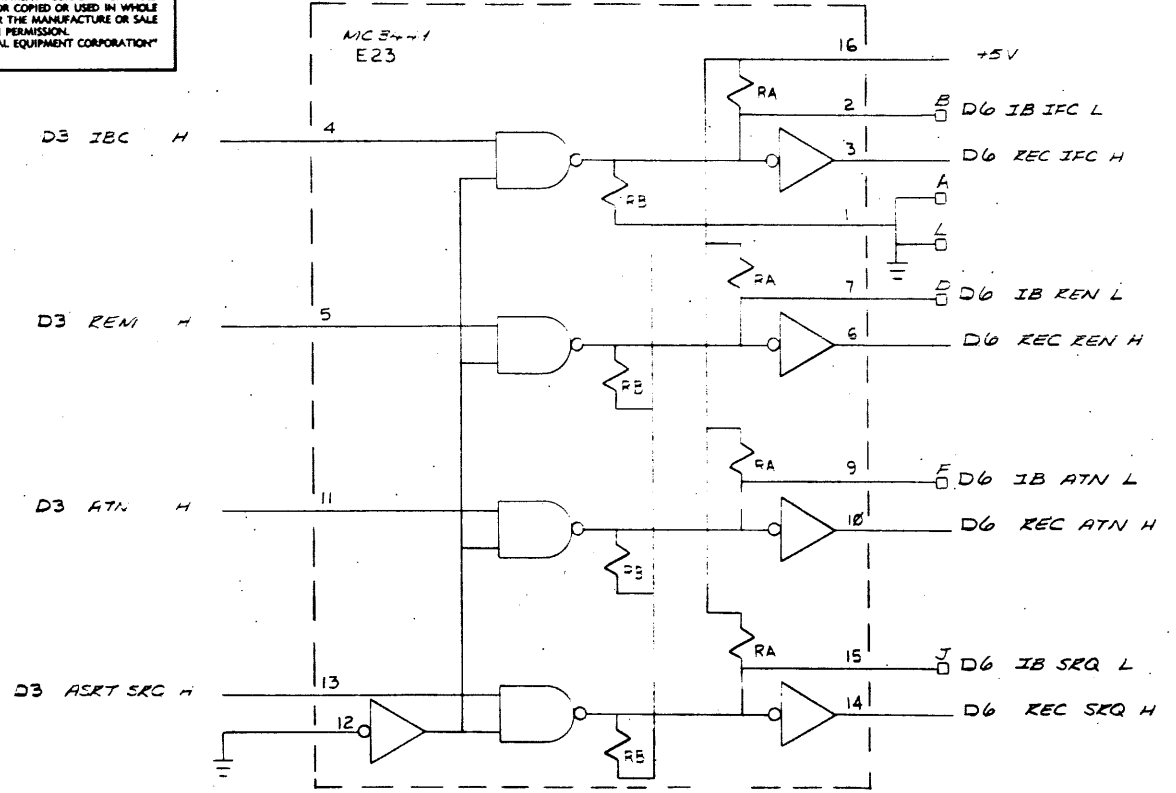 OR COPIED OR USED IN WHOLE
R THE MANUFACTURE OR SALE
PERMISSION.
AL EQUIPMENT CORPORATION"
MC3441
E23
16
+5V
RA
2
B
D6 IB IFC L
D3 IBC H
4
3
D6 REC IFC H
RB
A
1
L
RA
7
D
D6 IB REN L
D3 REN1 H
5
6
D6 REC REN H
RB
RA
9
F
D6 IB ATN L
D3 ATN H
11
10
D6 REC ATN H
RB
RA
15
J
D6 IB SRQ L
D3 ASRT SRQ H
13
14
D6 REC SRQ H
12
RB